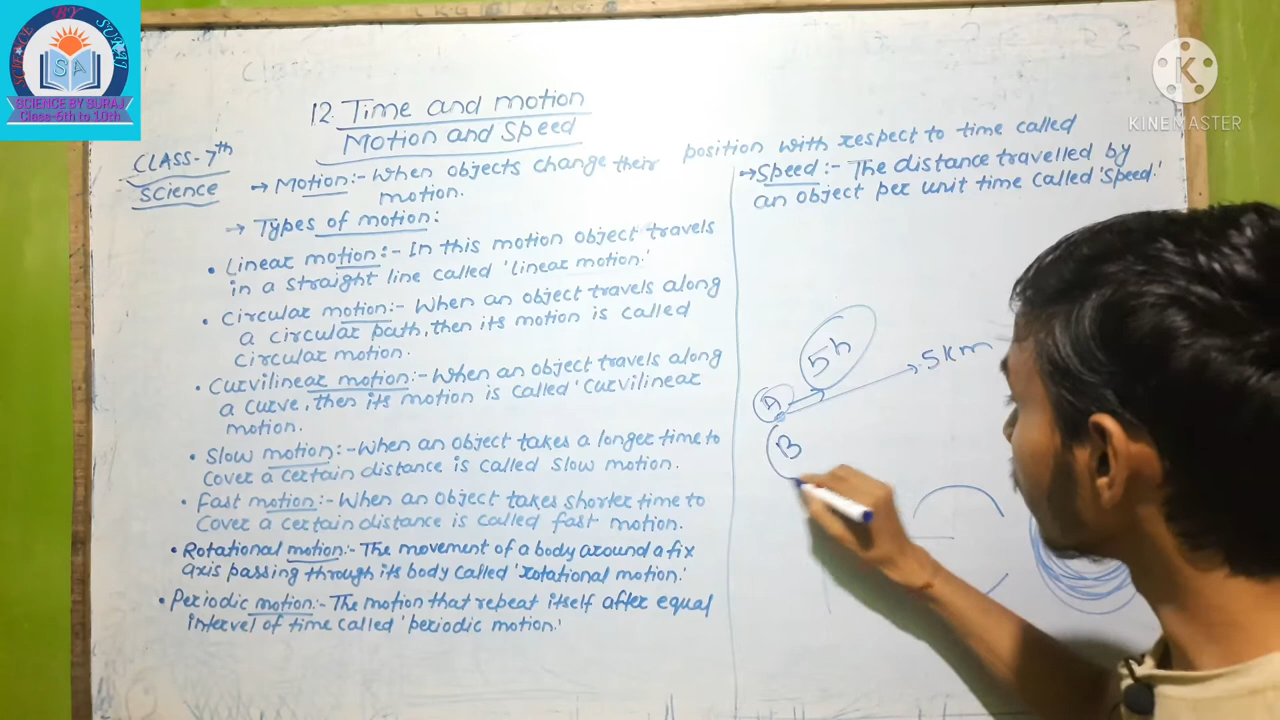 SCIENCE BY SURAJ
SA
SCIENCE BY SURAJ
Class-6th to 10th
K
KINEMASTER
12. Time and motion
Motion and Speed
CLASS-7th
Science
→ Motion:- When objects change their position with respect to time called
motion.
→ Types of motion:
• Linear motion:- In this motion object travels
in a straight line called 'linear motion.'
• Circular motion:- When an object travels along
a circular path, then its motion is called
circular motion.
• Curvilinear motion:- When an object travels along
a curve, then its motion is called 'curvilinear
motion.
• Slow motion:- When an object takes a longer time to
cover a certain distance is called slow motion.
• Fast motion:- When an object takes shorter time to
cover a certain distance is called fast motion.
• Rotational motion:- The movement of a body around a fix
axis passing through its body called 'rotational motion.'
• Periodic motion:- The motion that repeat itself after equal
intervel of time called 'periodic motion.'
→ Speed:- The distance travelled by
an object per unit time called 'Speed.'
5h
5km
A
B